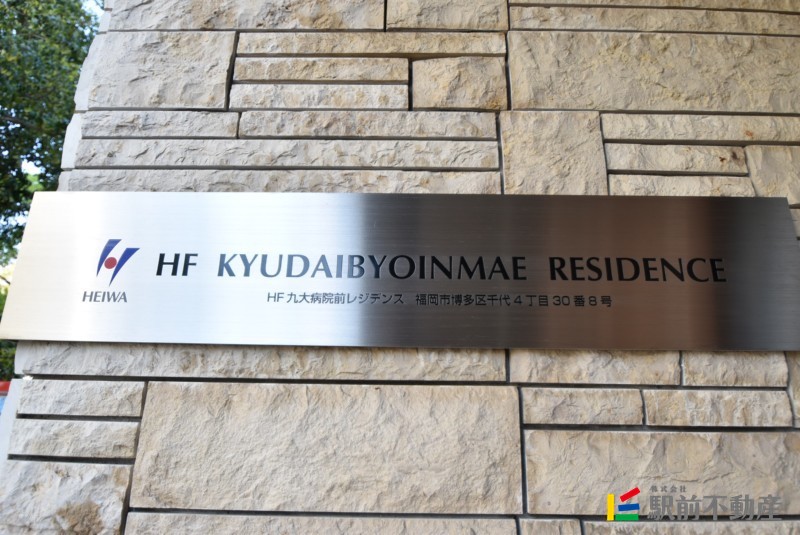 HF KYUDAIBYOINMAE RESIDENCE
HEIWA
HF九大病院前レジデンス 福岡市博多区千代4丁目30番8号
株式会社
駅前不動産